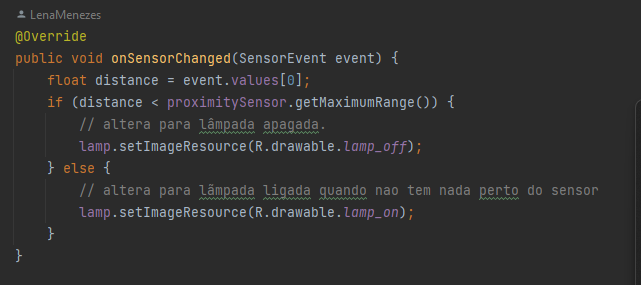 LenaMenezes
@Override
public void onSensorChanged(SensorEvent event) {
float distance = event.values[0];
if (distance < proximitySensor.getMaximumRange()) {
// altera para lâmpada apagada.
lamp.setImageResource(R.drawable.lamp_off);
} else {
// altera para lãmpada ligada quando nao tem nada perto do sensor
lamp.setImageResource(R.drawable.lamp_on);
}
}